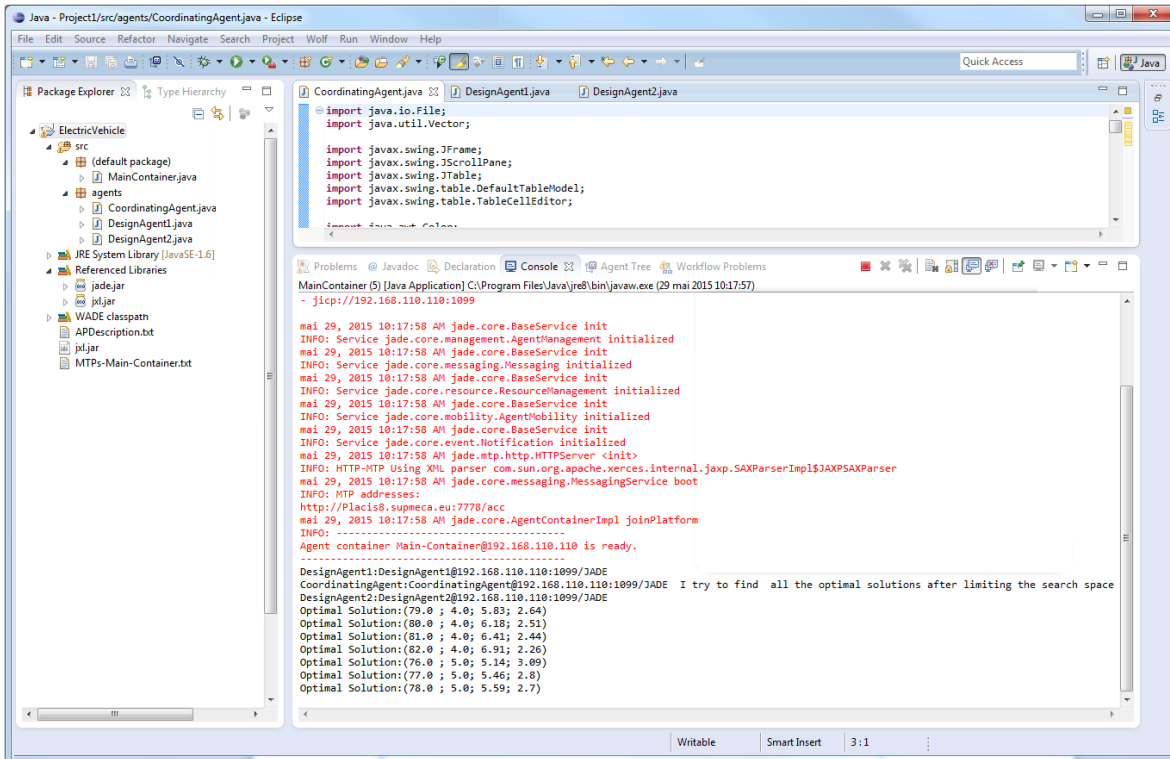 Java - Project1/src/agents/CoordinatingAgent.java - Eclipse
File Edit Source Refactor Navigate Search Project Wolf Run Window Help
Quick Access
Java
Package Explorer
Type Hierarchy
ElectricVehicle
src
(default package)
MainContainer.java
agents
CoordinatingAgent.java
DesignAgent1.java
DesignAgent2.java
JRE System Library [JavaSE-1.6]
Referenced Libraries
jade.jar
jxl.jar
WADE classpath
APDescription.txt
jxl.jar
MTPs-Main-Container.txt
CoordinatingAgent.java
DesignAgent1.java
DesignAgent2.java
import java.io.File;
import java.util.Vector;
import javax.swing.JFrame;
import javax.swing.JScrollPane;
import javax.swing.JTable;
import javax.swing.table.DefaultTableModel;
import javax.swing.table.TableCellEditor;
import java.awt.Color;
Problems @ Javadoc Declaration Console Agent Tree Workflow Problems
MainContainer (5) [Java Application] C:\Program Files\Java\jre8\bin\javaw.exe (29 mai 2015 10:17:57)
- jicp://192.168.110.110:1099
mai 29, 2015 10:17:58 AM jade.core.BaseService init
INFO: Service jade.core.management.AgentManagement initialized
mai 29, 2015 10:17:58 AM jade.core.BaseService init
INFO: Service jade.core.messaging.Messaging initialized
mai 29, 2015 10:17:58 AM jade.core.BaseService init
INFO: Service jade.core.resource.ResourceManagement initialized
mai 29, 2015 10:17:58 AM jade.core.BaseService init
INFO: Service jade.core.mobility.AgentMobility initialized
mai 29, 2015 10:17:58 AM jade.core.BaseService init
INFO: Service jade.core.event.Notification initialized
mai 29, 2015 10:17:58 AM jade.mtp.http.HTTPServer <init>
INFO: HTTP-MTP Using XML parser com.sun.org.apache.xerces.internal.jaxp.SAXParserImpl$JAXPSAXParser
mai 29, 2015 10:17:58 AM jade.core.messaging.MessagingService boot
INFO: MTP addresses:
http://Placis8.supmeca.eu:7778/acc
mai 29, 2015 10:17:58 AM jade.core.AgentContainerImpl joinPlatform
INFO: --------------------------------------
Agent container Main-Container@192.168.110.110 is ready.
--------------------------------------------
DesignAgent1:DesignAgent1@192.168.110.110:1099/JADE
CoordinatingAgent:CoordinatingAgent@192.168.110.110:1099/JADE I try to find all the optimal solutions after limiting the search space
DesignAgent2:DesignAgent2@192.168.110.110:1099/JADE
Optimal Solution:(79.0 ; 4.0; 5.83; 2.64)
Optimal Solution:(80.0 ; 4.0; 6.18; 2.51)
Optimal Solution:(81.0 ; 4.0; 6.41; 2.44)
Optimal Solution:(82.0 ; 4.0; 6.91; 2.26)
Optimal Solution:(76.0 ; 5.0; 5.14; 3.09)
Optimal Solution:(77.0 ; 5.0; 5.46; 2.8)
Optimal Solution:(78.0 ; 5.0; 5.59; 2.7)
Writable
Smart Insert
3 : 1